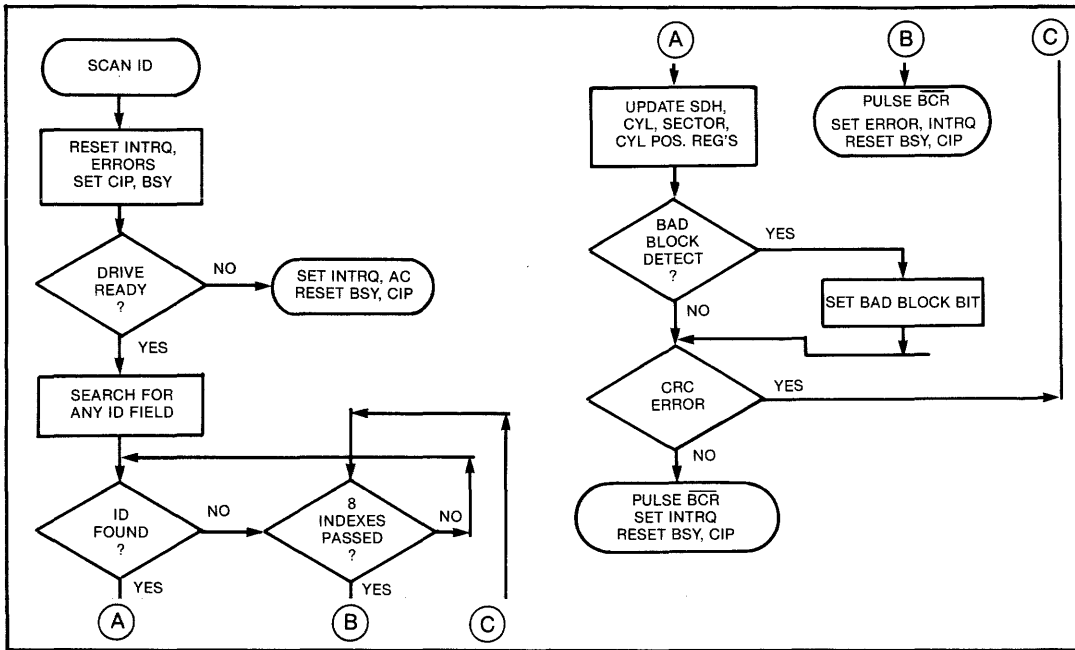 SCAN ID
RESET INTRQ,
ERRORS
SET CIP, BSY
DRIVE
READY
?
NO
SET INTRQ, AC
RESET BSY, CIP
YES
SEARCH FOR
ANY ID FIELD
ID
FOUND
?
NO
8
INDEXES
PASSED
?
NO
YES
YES
A
B
C
A
B
C
UPDATE SDH,
CYL, SECTOR,
CYL POS. REG'S
PULSE B̅C̅R̅
SET ERROR, INTRQ
RESET BSY, CIP
BAD
BLOCK
DETECT
?
YES
SET BAD BLOCK BIT
NO
CRC
ERROR
YES
NO
PULSE B̅C̅R̅
SET INTRQ
RESET BSY, CIP